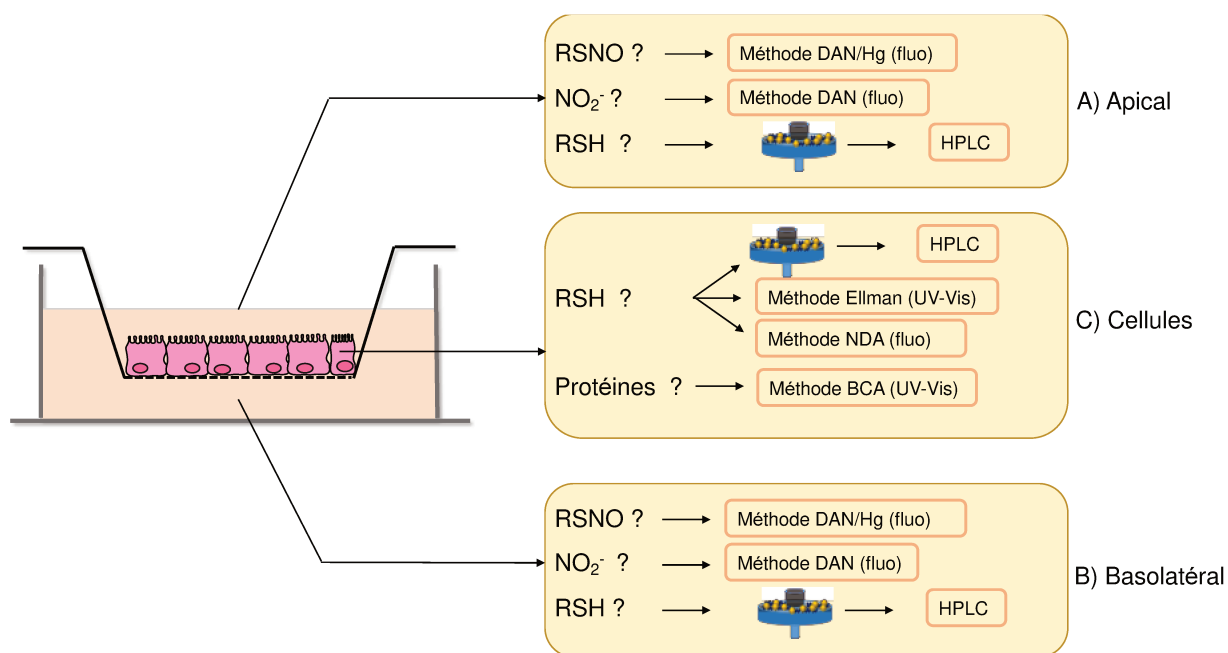 RSNO ? Méthode DAN/Hg (fluo)
NO₂⁻ ? Méthode DAN (fluo)
RSH ? HPLC
A) Apical
HPLC
RSH ? Méthode Ellman (UV-Vis)
Méthode NDA (fluo)
Protéines ? Méthode BCA (UV-Vis)
C) Cellules
RSNO ? Méthode DAN/Hg (fluo)
NO₂⁻ ? Méthode DAN (fluo)
RSH ? HPLC
B) Basolatéral